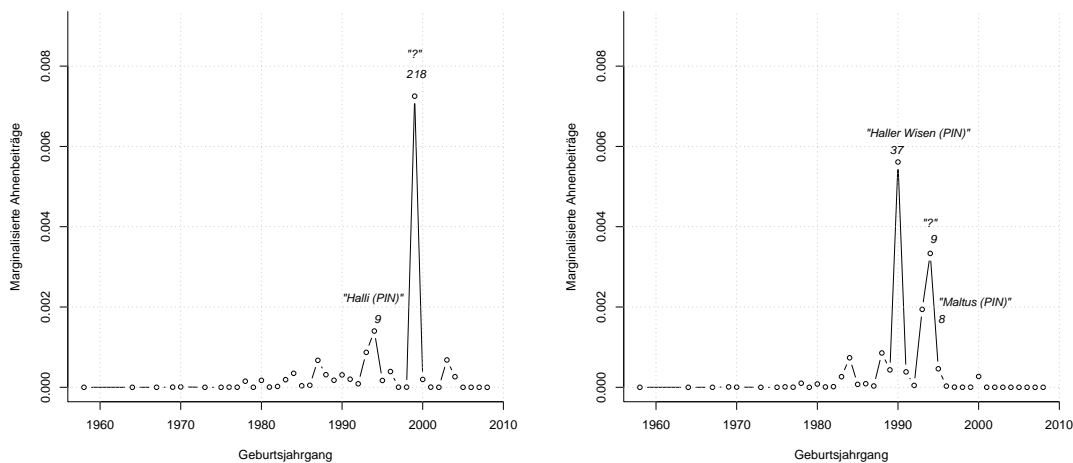 0.000 0.002 0.004 0.006 0.008
Marginalisierte Ahnenbeiträge
"?"
218
"Halli (PIN)"
9
1960 1970 1980 1990 2000 2010
Geburtsjahrgang
0.000 0.002 0.004 0.006 0.008
Marginalisierte Ahnenbeiträge
"Haller Wisen (PIN)"
37
"?"
9
"Maltus (PIN)"
8
1960 1970 1980 1990 2000 2010
Geburtsjahrgang